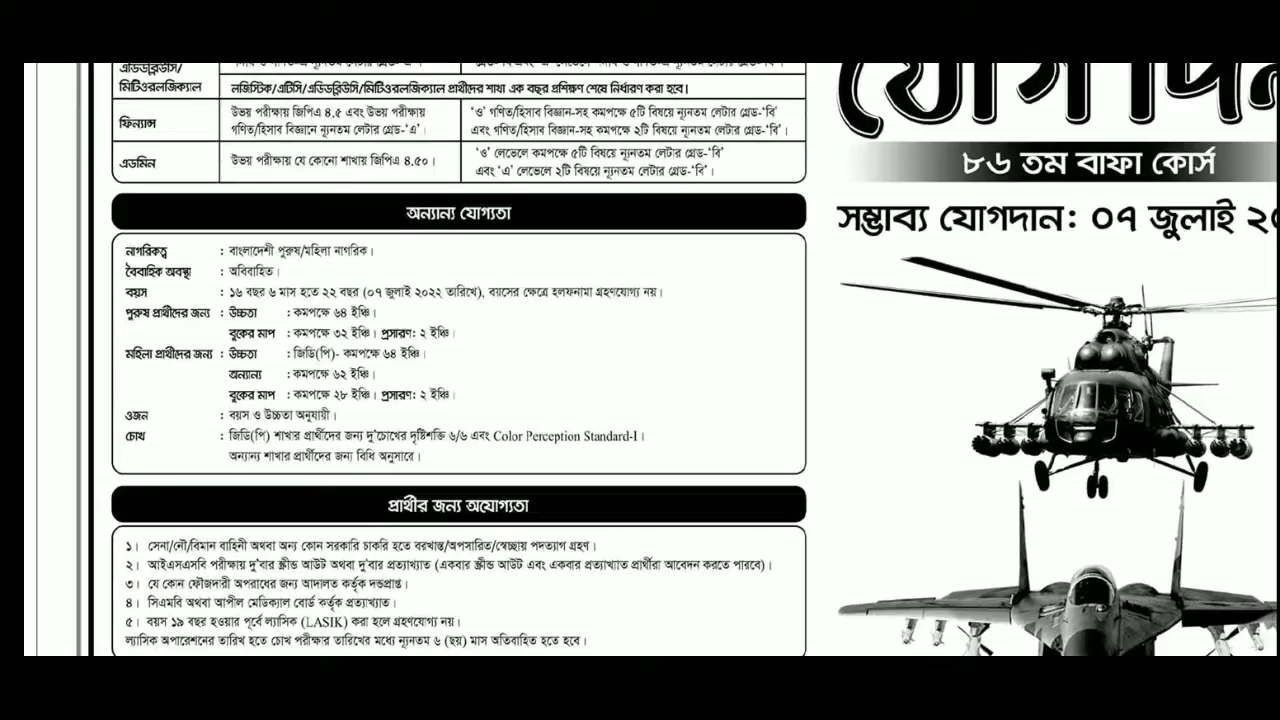 এডিডব্লিউসি/
মিটিওরলজিক্যাল
লজিস্টিক/এটিসি/এডিডব্লিউসি/মিটিওরলজিক্যাল প্রার্থীদের শাখা এক বছর প্রশিক্ষণ শেষে নির্ধারণ করা হবে।
ফিন্যান্স
উভয় পরীক্ষায় জিপিএ ৪.৫ এবং উভয় পরীক্ষায়
গণিত/হিসাব বিজ্ঞানে ন্যূনতম লেটার গ্রেড-‘এ’।
‘ও’ গণিত/হিসাব বিজ্ঞান-সহ কমপক্ষে ৫টি বিষয়ে ন্যূনতম লেটার গ্রেড-‘বি’
এবং গণিত/হিসাব বিজ্ঞান-সহ কমপক্ষে ২টি বিষয়ে ন্যূনতম লেটার গ্রেড-‘বি’।
এডমিন
উভয় পরীক্ষায় যে কোনো শাখায় জিপিএ ৪.৫০।
‘ও’ লেভেলে কমপক্ষে ৫টি বিষয়ে ন্যূনতম লেটার গ্রেড-‘বি’
এবং ‘এ’ লেভেলে ২টি বিষয়ে ন্যূনতম লেটার গ্রেড-‘বি’।
অন্যান্য যোগ্যতা
নাগরিকত্ব : বাংলাদেশী পুরুষ/মহিলা নাগরিক।
বৈবাহিক অবস্থা : অবিবাহিত।
বয়স : ১৬ বছর ৬ মাস হতে ২২ বছর (০৭ জুলাই ২০২২ তারিখে), বয়সের ক্ষেত্রে হলফনামা গ্রহণযোগ্য নয়।
পুরুষ প্রার্থীদের জন্য : উচ্চতা : কমপক্ষে ৬৪ ইঞ্চি।
বুকের মাপ : কমপক্ষে ৩২ ইঞ্চি। প্রসারণ: ২ ইঞ্চি।
মহিলা প্রার্থীদের জন্য : উচ্চতা : জিডি(পি)- কমপক্ষে ৬৪ ইঞ্চি।
অন্যান্য : কমপক্ষে ৬২ ইঞ্চি।
বুকের মাপ : কমপক্ষে ২৮ ইঞ্চি। প্রসারণ: ২ ইঞ্চি।
ওজন : বয়স ও উচ্চতা অনুযায়ী।
চোখ : জিডি(পি) শাখার প্রার্থীদের জন্য দু'চোখের দৃষ্টিশক্তি ৬/৬ এবং Color Perception Standard-I।
অন্যান্য শাখার প্রার্থীদের জন্য বিধি অনুসারে।
প্রার্থীর জন্য অযোগ্যতা
১। সেনা/নৌ/বিমান বাহিনী অথবা অন্য কোন সরকারি চাকরি হতে বরখাস্ত/অপসারিত/স্বেচ্ছায় পদত্যাগ গ্রহণ।
২। আইএসএসবি পরীক্ষায় দু'বার স্ক্রীন্ড আউট অথবা দু'বার প্রত্যাখ্যাত (একবার স্ক্রীন্ড আউট এবং একবার প্রত্যাখ্যাত প্রার্থীরা আবেদন করতে পারবে)।
৩। যে কোন ফৌজদারী অপরাধের জন্য আদালত কর্তৃক দন্ডপ্রাপ্ত।
৪। সিএমবি অথবা আপীল মেডিক্যাল বোর্ড কর্তৃক প্রত্যাখ্যাত।
৫। বয়স ১৯ বছর হওয়ার পূর্বে ল্যাসিক (LASIK) করা হলে গ্রহণযোগ্য নয়।
ল্যাসিক অপারেশনের তারিখ হতে চোখ পরীক্ষার তারিখের মধ্যে ন্যূনতম ৬ (ছয়) মাস অতিবাহিত হতে হবে।
যোগ দিন
৮৬ তম বাফা কোর্স
সম্ভাব্য যোগদান: ০৭ জুলাই